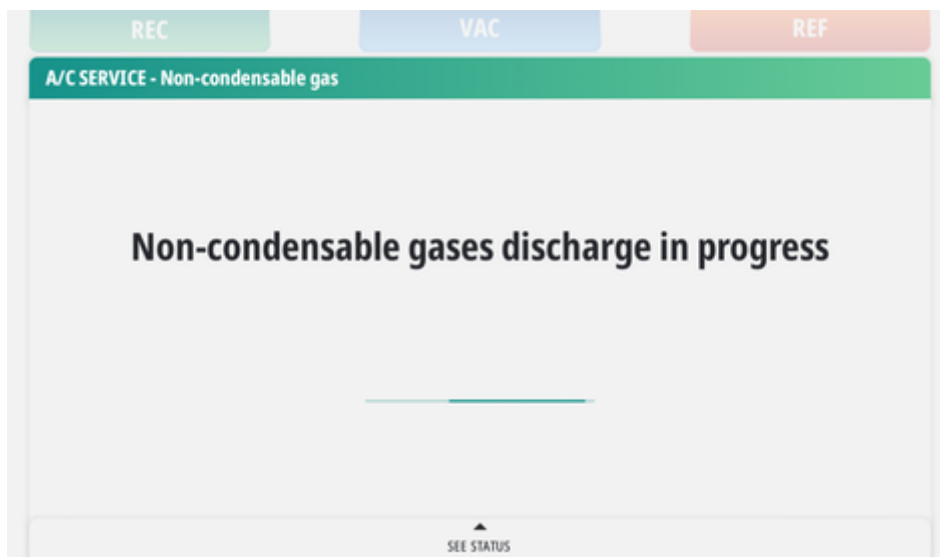 REC VAC REF
A/C SERVICE - Non-condensable gas
Non-condensable gases discharge in progress
SEE STATUS